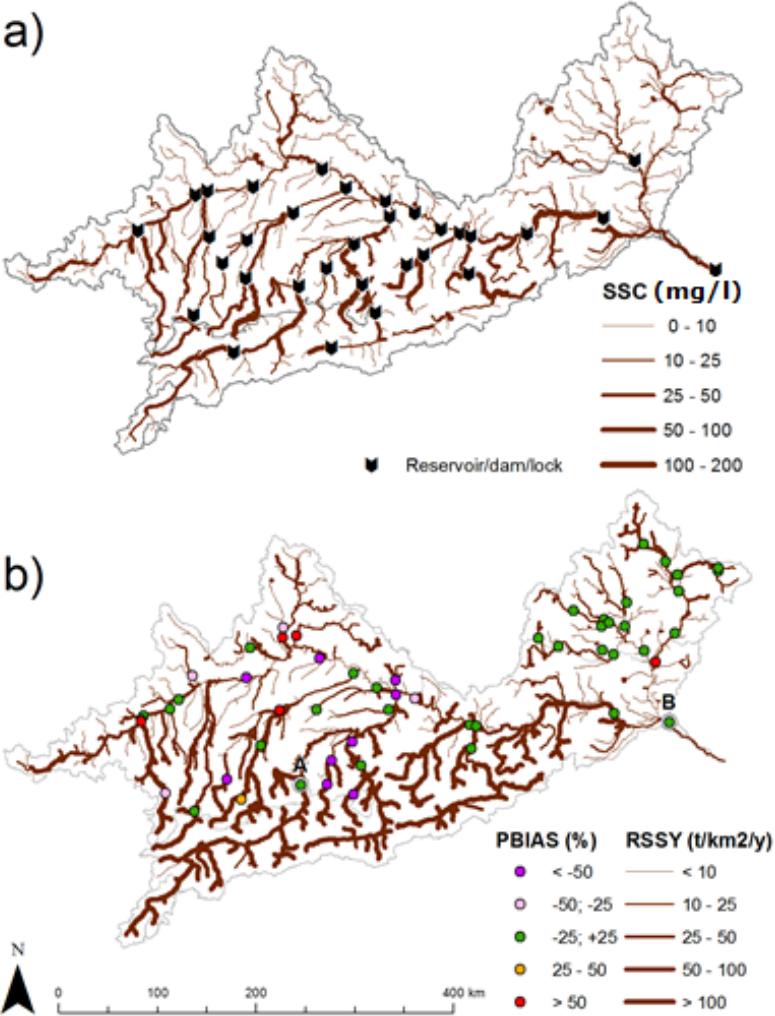 a)
SSC (mg/l)
0 - 10
10 - 25
25 - 50
50 - 100
Reservoir/dam/lock
100 - 200
b)
A
B
PBIAS (%)
RSSY (t/km2/y)
< -50
< 10
-50; -25
10 - 25
-25; +25
25 - 50
25 - 50
50 - 100
> 50
> 100
N
0
100
200
400 km